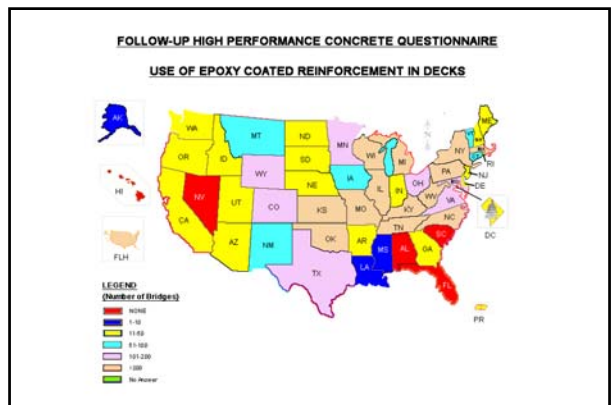 FOLLOW-UP HIGH PERFORMANCE CONCRETE QUESTIONNAIRE
USE OF EPOXY COATED REINFORCEMENT IN DECKS
AK
HI
FLH
WA
OR
CA
NV
ID
UT
AZ
MT
WY
CO
NM
ND
SD
NE
KS
OK
TX
MN
IA
MO
AR
LA
WI
IL
MS
MI
IN
KY
TN
AL
OH
WV
VA
NC
SC
GA
FL
PA
NY
VT
ME
RI
NJ
DE
DC
PR
LEGEND
(Number of Bridges)
NONE
1-10
11-50
51-100
101-200
>200
No Answer